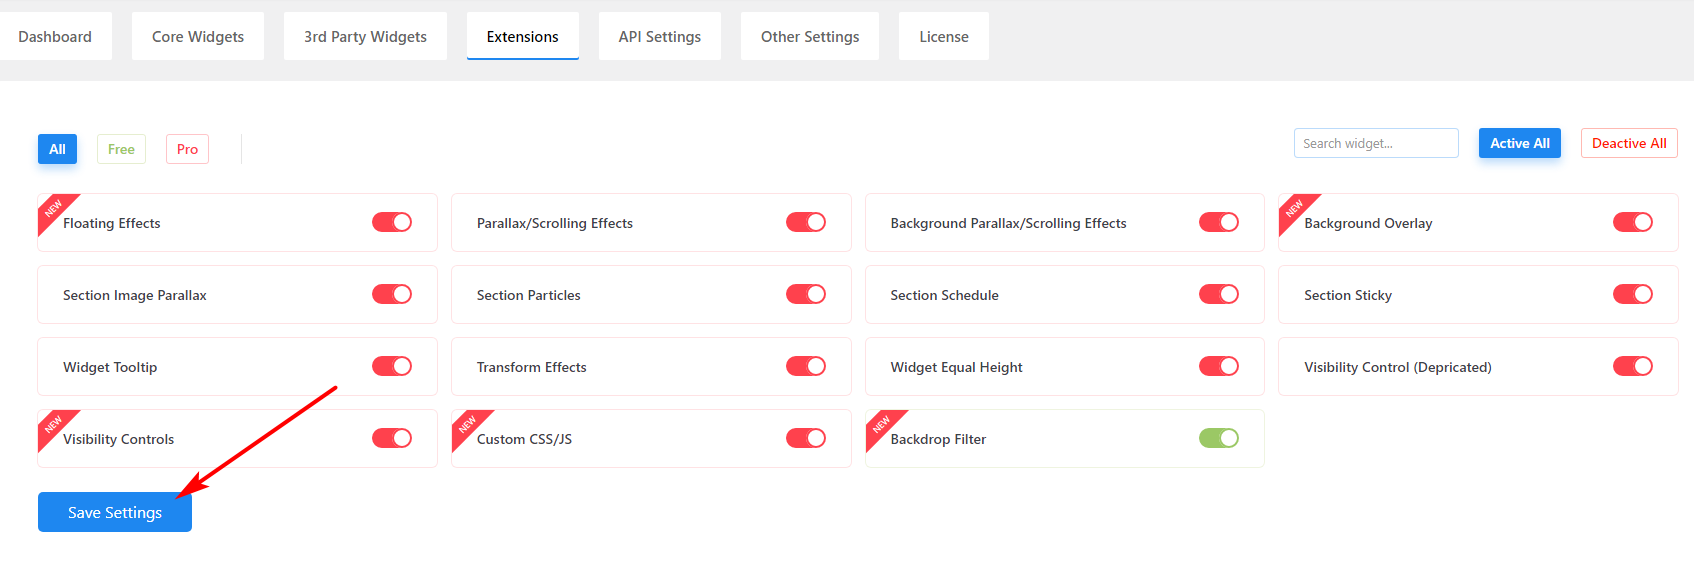 Dashboard Core Widgets 3rd Party Widgets Extensions API Settings Other Settings License
All Free Pro Search widget... Active All Deactive All
NEW Floating Effects Parallax/Scrolling Effects Background Parallax/Scrolling Effects NEW Background Overlay
Section Image Parallax Section Particles Section Schedule Section Sticky
Widget Tooltip Transform Effects Widget Equal Height Visibility Control (Depricated)
NEW Visibility Controls NEW Custom CSS/JS NEW Backdrop Filter
Save Settings